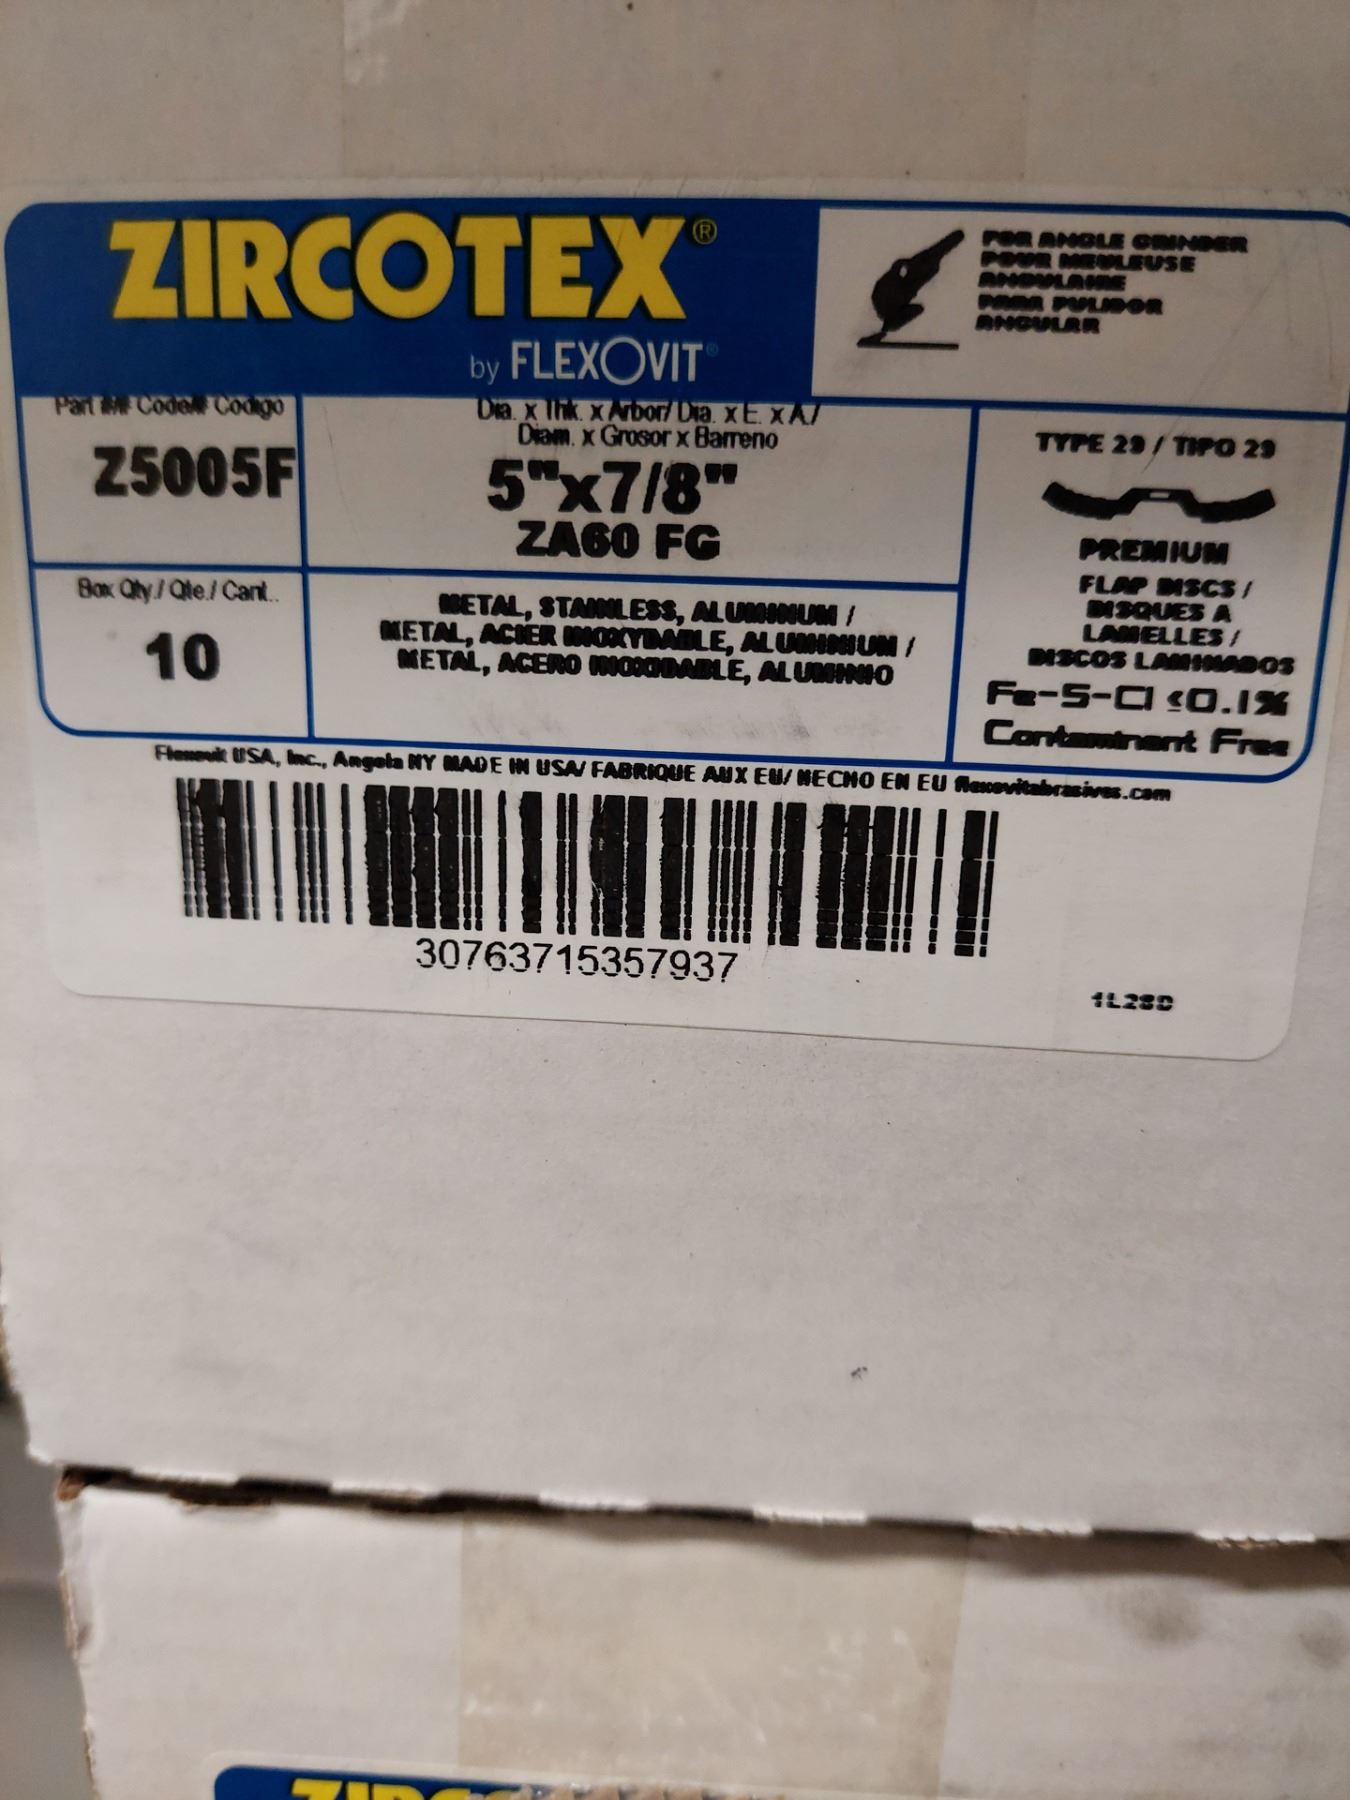 ZIRCOTEX®
by FLEXOVIT®
FOR ANGLE GRINDER
POUR MEULEUSE
ANGULAIRE
PARA PULIDOR
ANGULAR
Part #/# Code/# Codigo
Z5005F
Dia. x Thk. x Arbor/ Dia. x E. x A./
Diam. x Grosor x Barreno
5"x7/8"
ZA60 FG
TYPE 29 / TIPO 29
PREMIUM
FLAP DISCS /
DISQUES A
LAMELLES /
DISCOS LAMINADOS
Fe-S-Cl ≤0.1%
Contaminant Free
Box Qty./ Qte./ Cant..
10
METAL, STAINLESS, ALUMINUM /
METAL, ACIER INOXYDABLE, ALUMINIUM /
METAL, ACERO INOXIDABLE, ALUMINIO
Flexovit USA, Inc., Angola NY MADE IN USA/ FABRIQUE AUX EU/ HECHO EN EU flexovitabrasives.com
30763715357937
1L28D